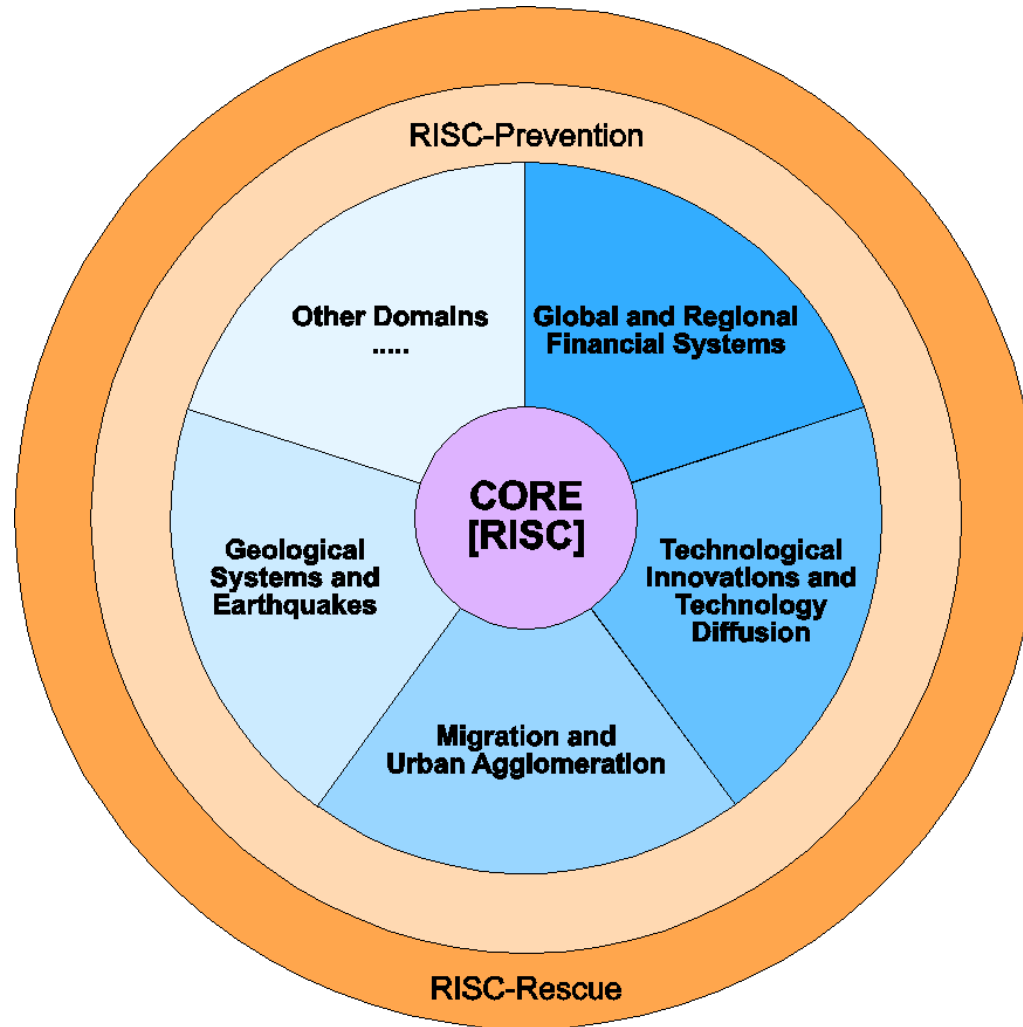 RISC-Prevention
Other Domains
.....
Global and Regional
Financial Systems
CORE
[RISC]
Geological
Systems and
Earthquakes
Technological
Innovations and
Technology
Diffusion
Migration and
Urban Agglomeration
RISC-Rescue